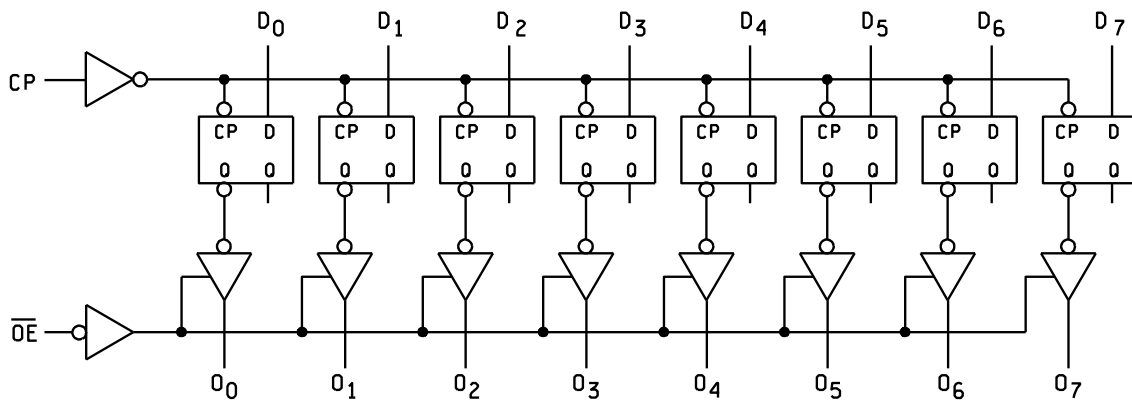 D0 D1 D2 D3 D4 D5 D6 D7
CP
CP D CP D CP D CP D CP D CP D CP D CP D
Q Q Q Q Q Q Q Q Q Q Q Q Q Q Q Q
O̅E̅
O0 O1 O2 O3 O4 O5 O6 O7